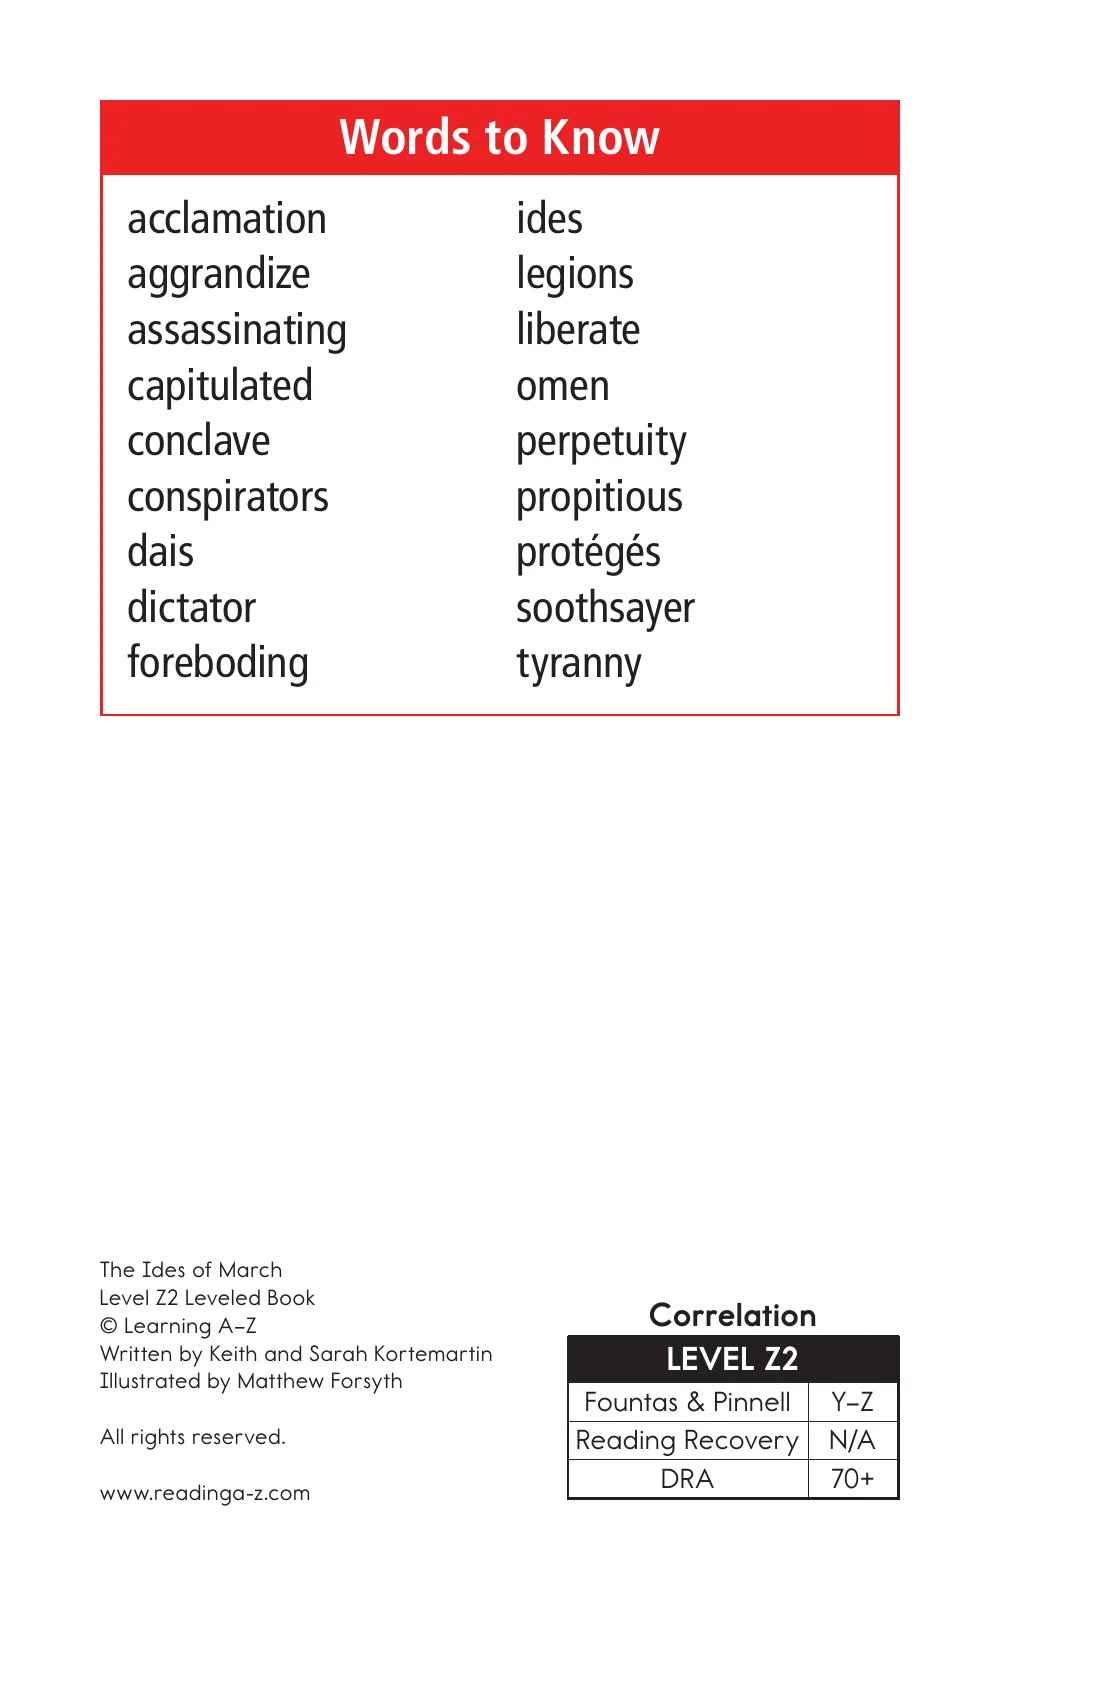 Words to Know
acclamation
aggrandize
assassinating
capitulated
conclave
conspirators
dais
dictator
foreboding
ides
legions
liberate
omen
perpetuity
propitious
protégés
soothsayer
tyranny
The Ides of March
Level Z2 Leveled Book
© Learning A–Z
Written by Keith and Sarah Kortemartin
Illustrated by Matthew Forsyth
All rights reserved.
www.readinga-z.com
Correlation
LEVEL Z2
Fountas & Pinnell Y–Z
Reading Recovery N/A
DRA 70+